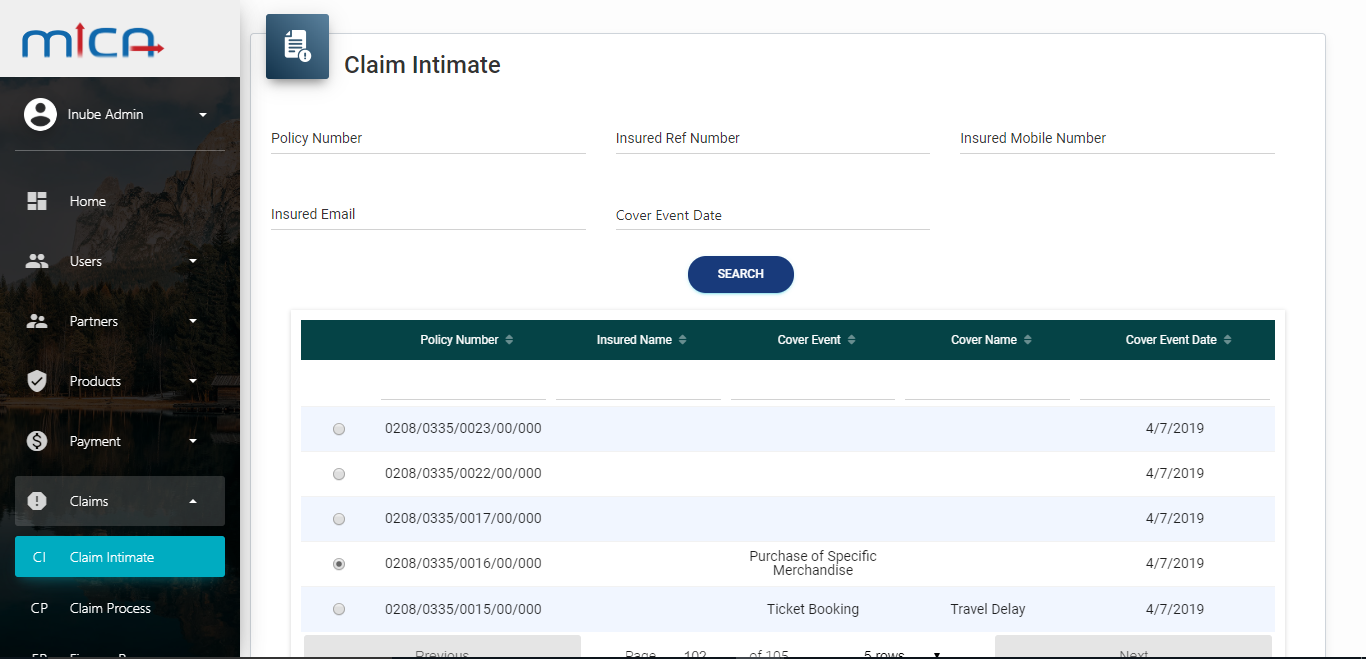 mICA
Inube Admin
Home
Users
Partners
Products
Payment
Claims
CI Claim Intimate
CP Claim Process
Claim Intimate
Policy Number
Insured Ref Number
Insured Mobile Number
Insured Email
Cover Event Date
SEARCH
Policy Number Insured Name Cover Event Cover Name Cover Event Date
0208/0335/0023/00/000 4/7/2019
0208/0335/0022/00/000 4/7/2019
0208/0335/0017/00/000 4/7/2019
0208/0335/0016/00/000 Purchase of Specific 4/7/2019
Merchandise
0208/0335/0015/00/000 Ticket Booking Travel Delay 4/7/2019
Previous Page 102 of 105 5 rows Next